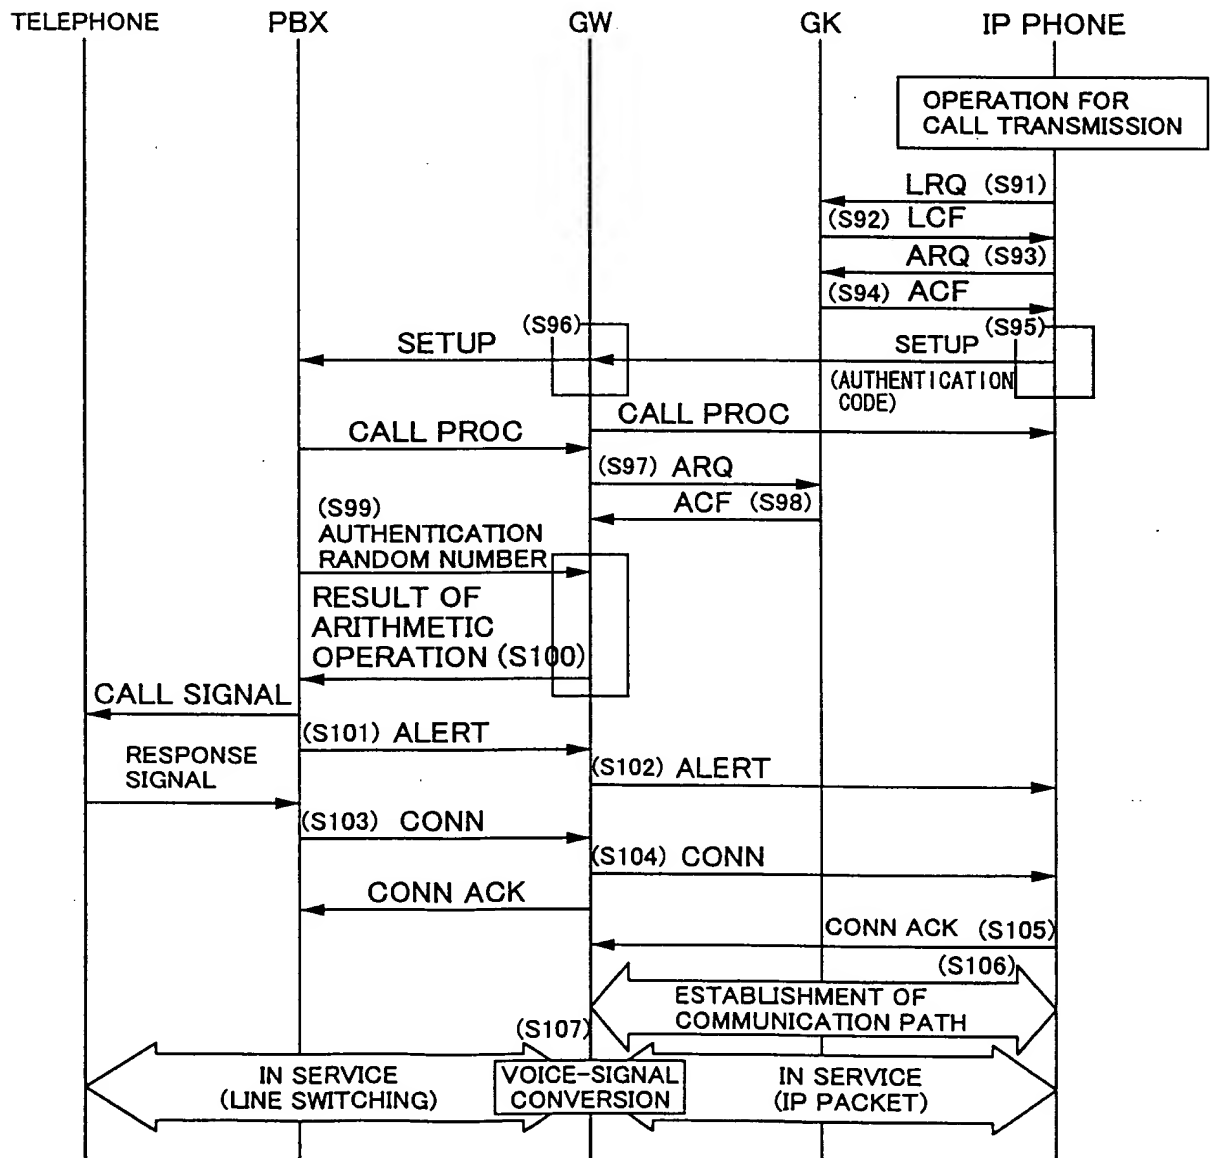 TELEPHONE PBX GW GK IP PHONE
OPERATION FOR
CALL TRANSMISSION
LRQ (S91)
(S92) LCF
ARQ (S93)
(S94) ACF
(S96) (S95)
SETUP SETUP
(AUTHENTICATION
CODE)
CALL PROC
CALL PROC
(S97) ARQ
ACF (S98)
(S99)
AUTHENTICATION
RANDOM NUMBER
RESULT OF
ARITHMETIC
OPERATION (S100)
CALL SIGNAL
(S101) ALERT
RESPONSE
SIGNAL
(S102) ALERT
(S103) CONN
(S104) CONN
CONN ACK
CONN ACK (S105)
(S106)
ESTABLISHMENT OF
COMMUNICATION PATH
(S107)
IN SERVICE
(LINE SWITCHING)
VOICE-SIGNAL
CONVERSION
IN SERVICE
(IP PACKET)